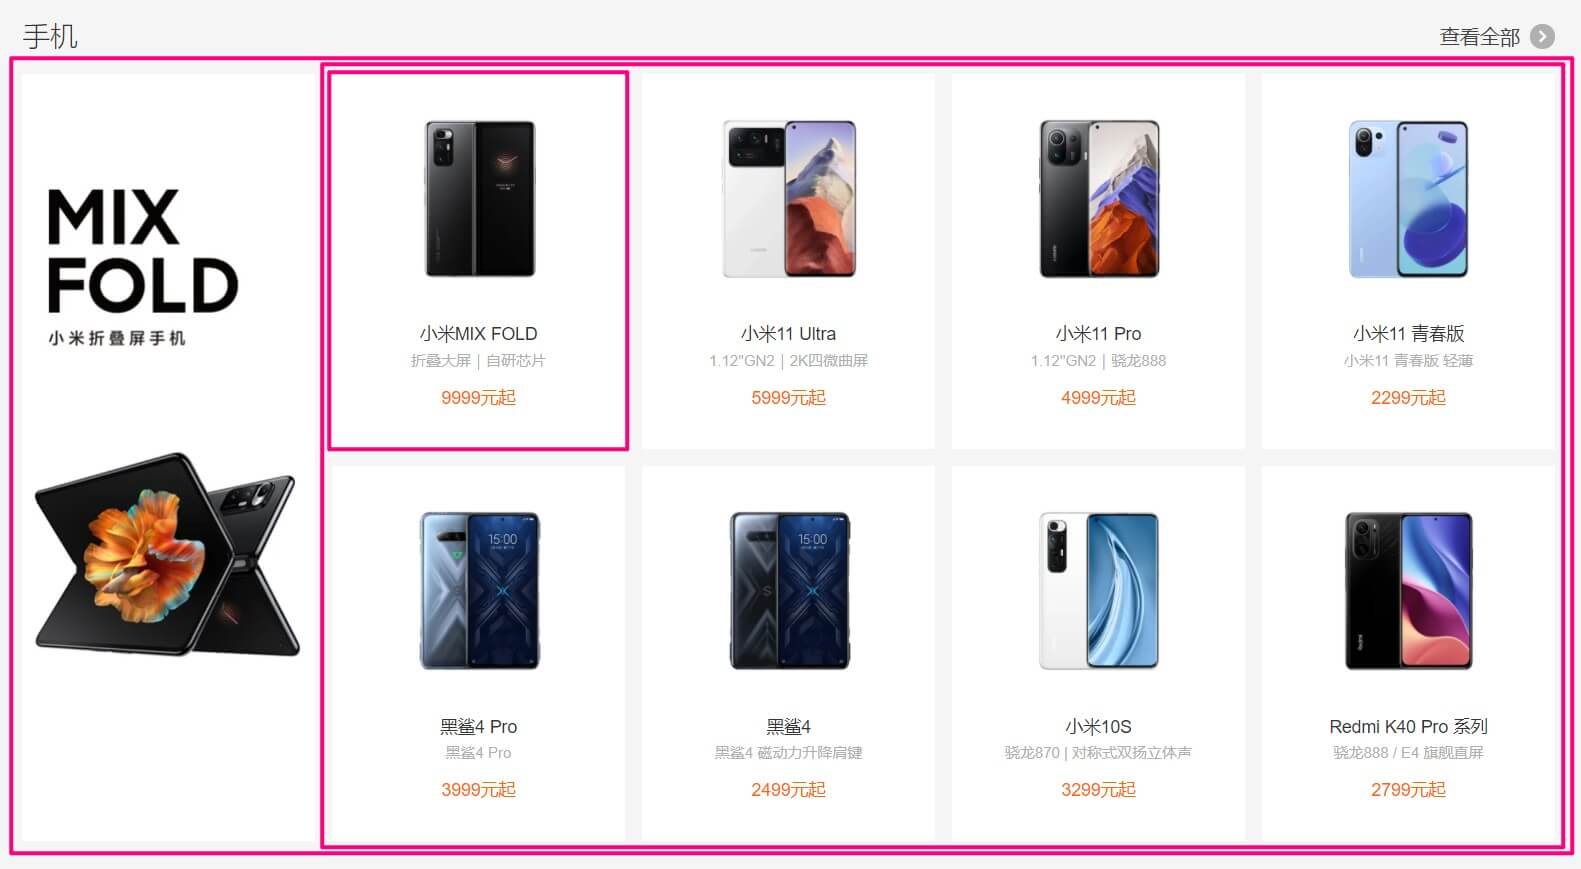 手机
查看全部
MIX
FOLD
小米折叠屏手机
小米MIX FOLD
折叠大屏｜自研芯片
9999元起
小米11 Ultra
1.12"GN2｜2K四微曲屏
5999元起
小米11 Pro
1.12"GN2｜骁龙888
4999元起
小米11 青春版
小米11 青春版 轻薄
2299元起
15:00
黑鲨4 Pro
黑鲨4 Pro
3999元起
15:00
黑鲨4
黑鲨4 磁动力升降肩键
2499元起
小米10S
骁龙870 | 对称式双扬立体声
3299元起
Redmi
Redmi K40 Pro 系列
骁龙888 / E4 旗舰直屏
2799元起